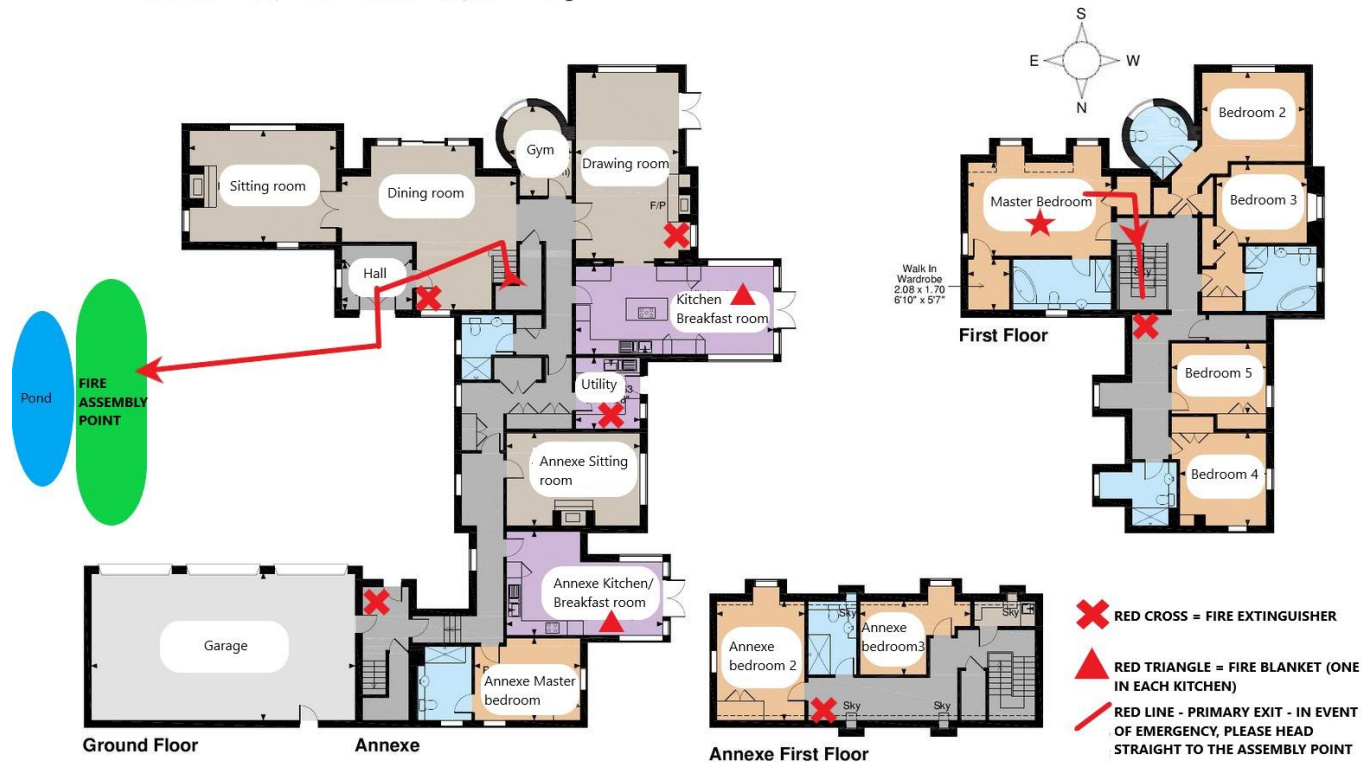 S
E
W
N
Gym
Drawing room
Bedroom 2
Sitting room
Dining room
Master Bedroom
Bedroom 3
F/P
Hall
Sky
Walk In
Wardrobe
2.08 x 1.70
6'10" x 5'7"
Kitchen
Breakfast room
First Floor
Pond
FIRE
ASSEMBLY
POINT
Utility
Bedroom 5
Annexe Sitting
room
Bedroom 4
Annexe Kitchen/
Breakfast room
Garage
Annexe Master
bedroom
Ground Floor
Annexe
Sky
Sky
Annexe
bedroom 2
Annexe
bedroom3
Sky
Sky
Annexe First Floor
RED CROSS = FIRE EXTINGUISHER
RED TRIANGLE = FIRE BLANKET (ONE
IN EACH KITCHEN)
RED LINE - PRIMARY EXIT - IN EVENT
OF EMERGENCY, PLEASE HEAD
STRAIGHT TO THE ASSEMBLY POINT